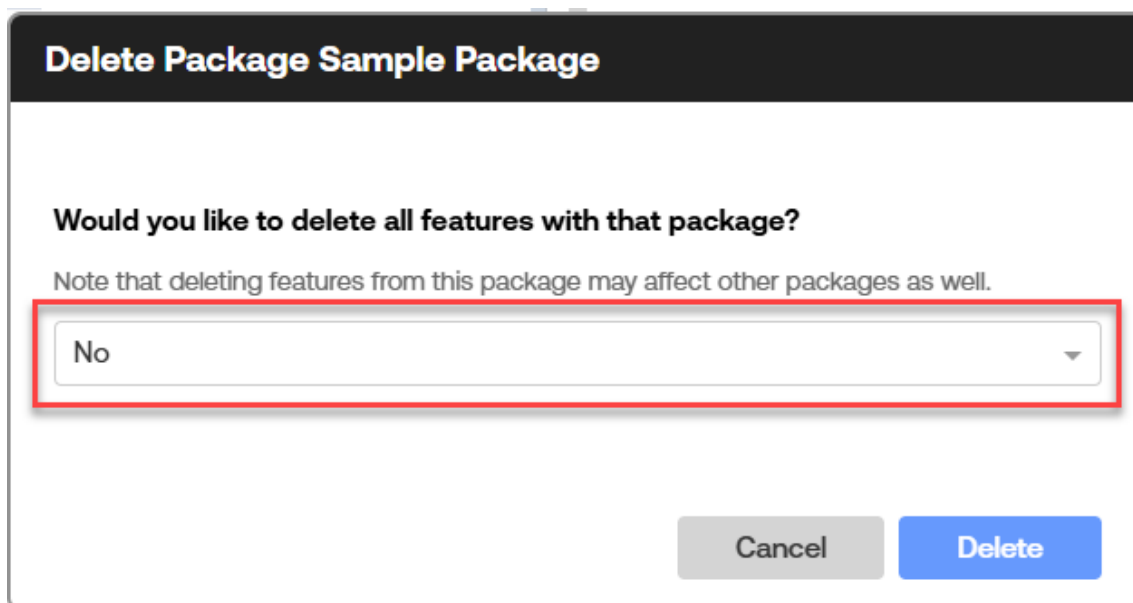 Delete Package Sample Package
Would you like to delete all features with that package?
Note that deleting features from this package may affect other packages as well.
No
Cancel
Delete